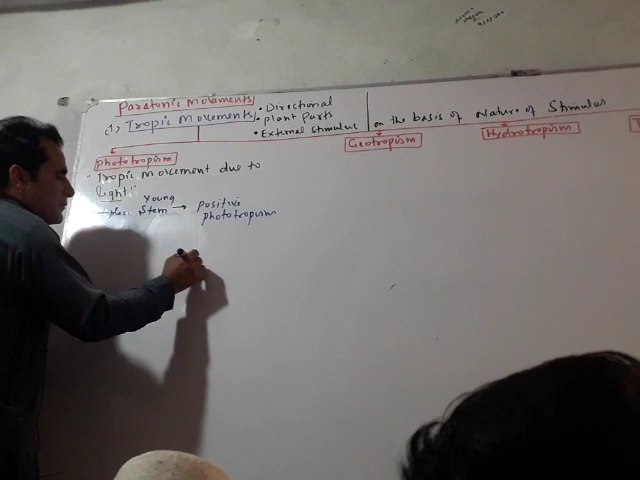 Paratonic Movements
(1) Tropic Movements
• Directional
• Plant Parts
• External Stimulus
on the basis of Nature of Stimulus
phototropism
Geotropism
Hydrotropism
T
"Tropic Movement due to
light"
Young
Stem → positive
phototropism